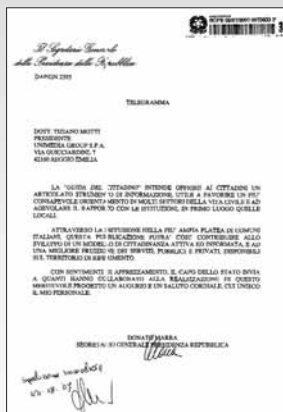 Il Segretario Generale
della Presidenza della Repubblica
TELEGRAMMA
DOTT. TIZIANO MOTTI
PRESIDENTE
UNIMEDIA GROUP S.P.A.
VIA GUICCIARDINI, 7
42100 REGGIO EMILIA
LA "GUIDA DEL CITTADINO" INTENDE OFFRIRE AI CITTADINI UN
ARTICOLATO STRUMENTO DI INFORMAZIONE, UTILE A FAVORIRE UN PIU'
CONSAPEVOLE ORIENTAMENTO IN MOLTI SETTORI DELLA VITA CIVILE E AD
AGEVOLARE IL RAPPORTO CON LE ISTITUZIONI, IN PRIMO LUOGO QUELLE
LOCALI.
ATTRAVERSO LA DIFFUSIONE NELLA PIU' AMPIA PLATEA DI COMUNI
ITALIANI, QUESTA PUBBLICAZIONE POTRA' COSI' CONTRIBUIRE ALLO
SVILUPPO DI UN MODELLO DI CITTADINANZA ATTIVA ED INFORMATA, E AD
UNA MIGLIORE FRUIZIONE DEI SERVIZI, PUBBLICI E PRIVATI, DISPONIBILI
SUL TERRITORIO DI RIFERIMENTO.
CON SENTIMENTI DI APPREZZAMENTO, IL CAPO DELLO STATO INVIA
A QUANTI HANNO COLLABORATO ALLA REALIZZAZIONE DI QUESTO
MERITEVOLE PROGETTO UN AUGURIO E UN SALUTO CORDIALE, CUI UNISCO
IL MIO PERSONALE.
DONATO MARRA
SEGRETARIO GENERALE PRESIDENZA REPUBBLICA